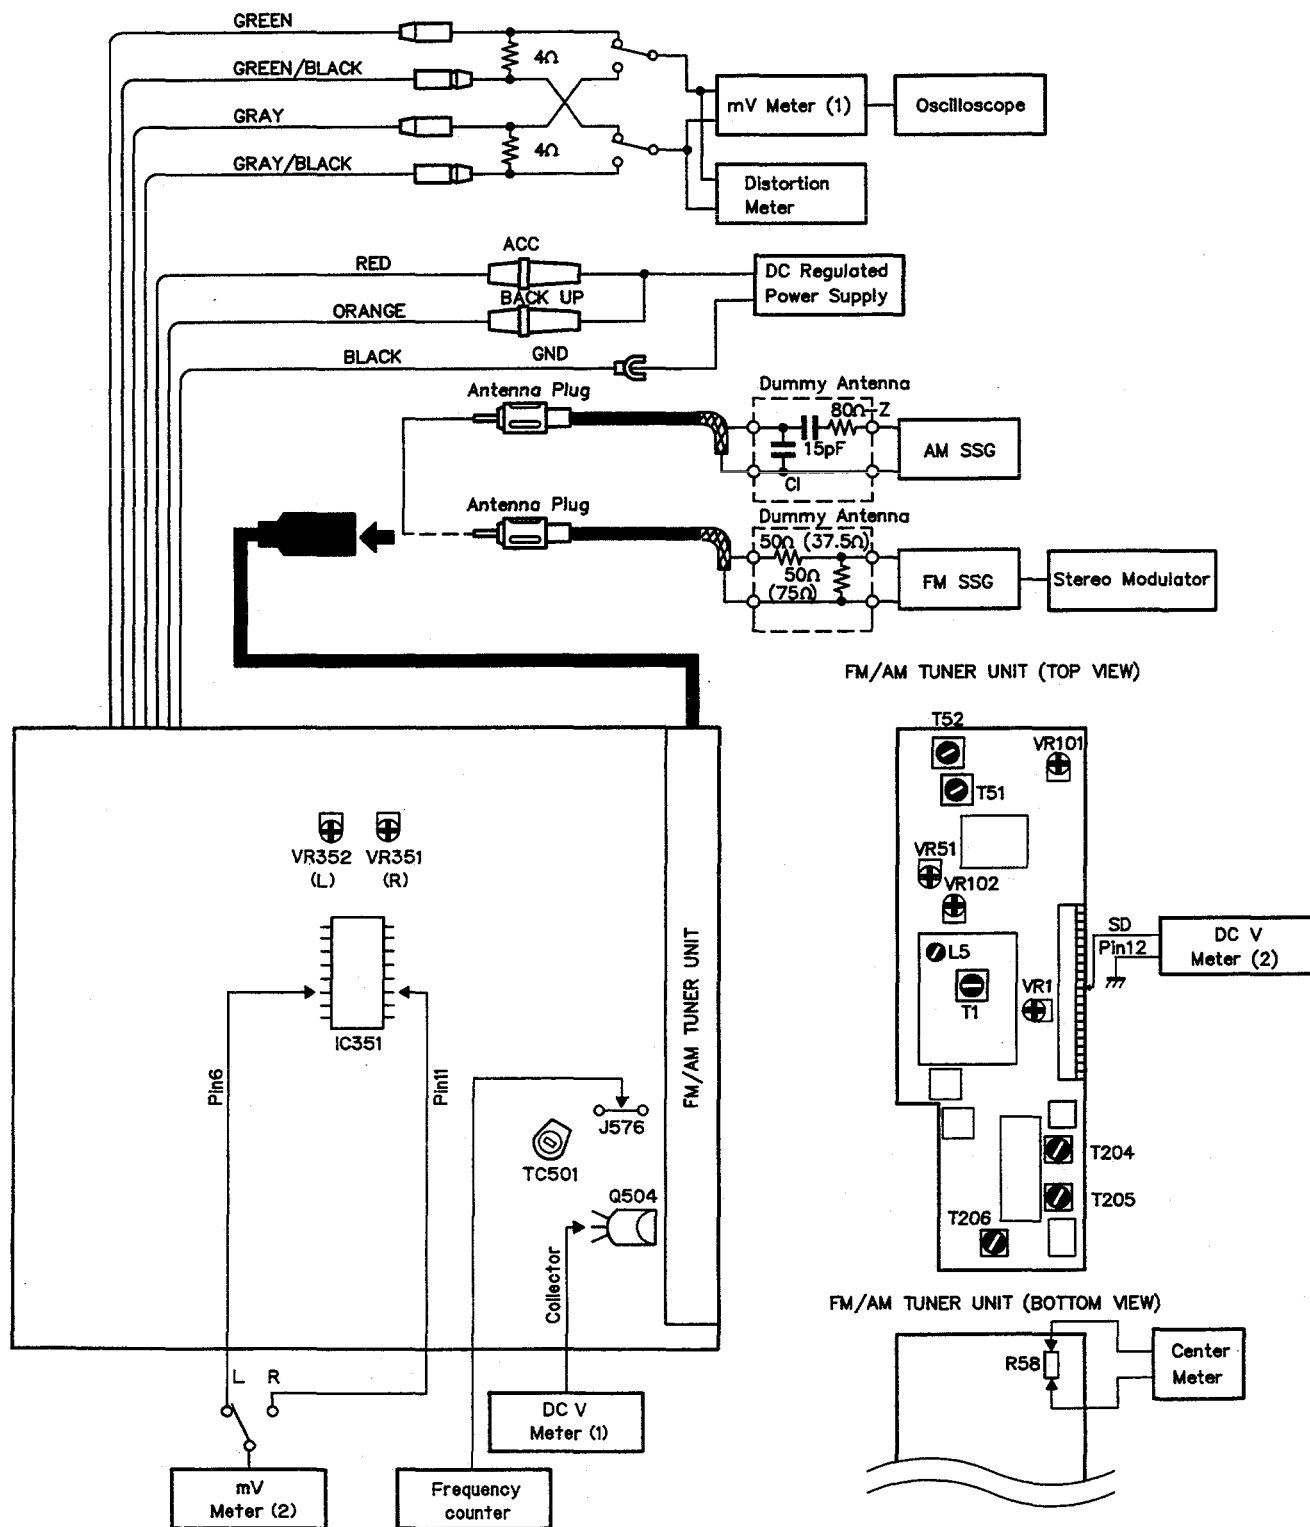 GREEN
4Ω
GREEN/BLACK
mV Meter (1)
Oscilloscope
GRAY
4Ω
GRAY/BLACK
Distortion
Meter
ACC
RED
DC Regulated
Power Supply
BACK UP
ORANGE
BLACK
GND
Antenna Plug
Dummy Antenna
80Ω-Z
15pF
AM SSG
CI
Antenna Plug
Dummy Antenna
50Ω (37.5Ω)
50Ω
(75Ω)
FM SSG
Stereo Modulator
FM/AM TUNER UNIT (TOP VIEW)
T52
VR101
T51
VR352
(L)
VR351
(R)
VR51
VR102
SD
Pin12
DC V
Meter (2)
L5
VR1
T1
IC351
FM/AM TUNER UNIT
Pin6
Pin11
J576
TC501
Q504
T204
T205
T206
Collector
FM/AM TUNER UNIT (BOTTOM VIEW)
R58
Center
Meter
L
R
DC V
Meter (1)
mV
Meter (2)
Frequency
counter